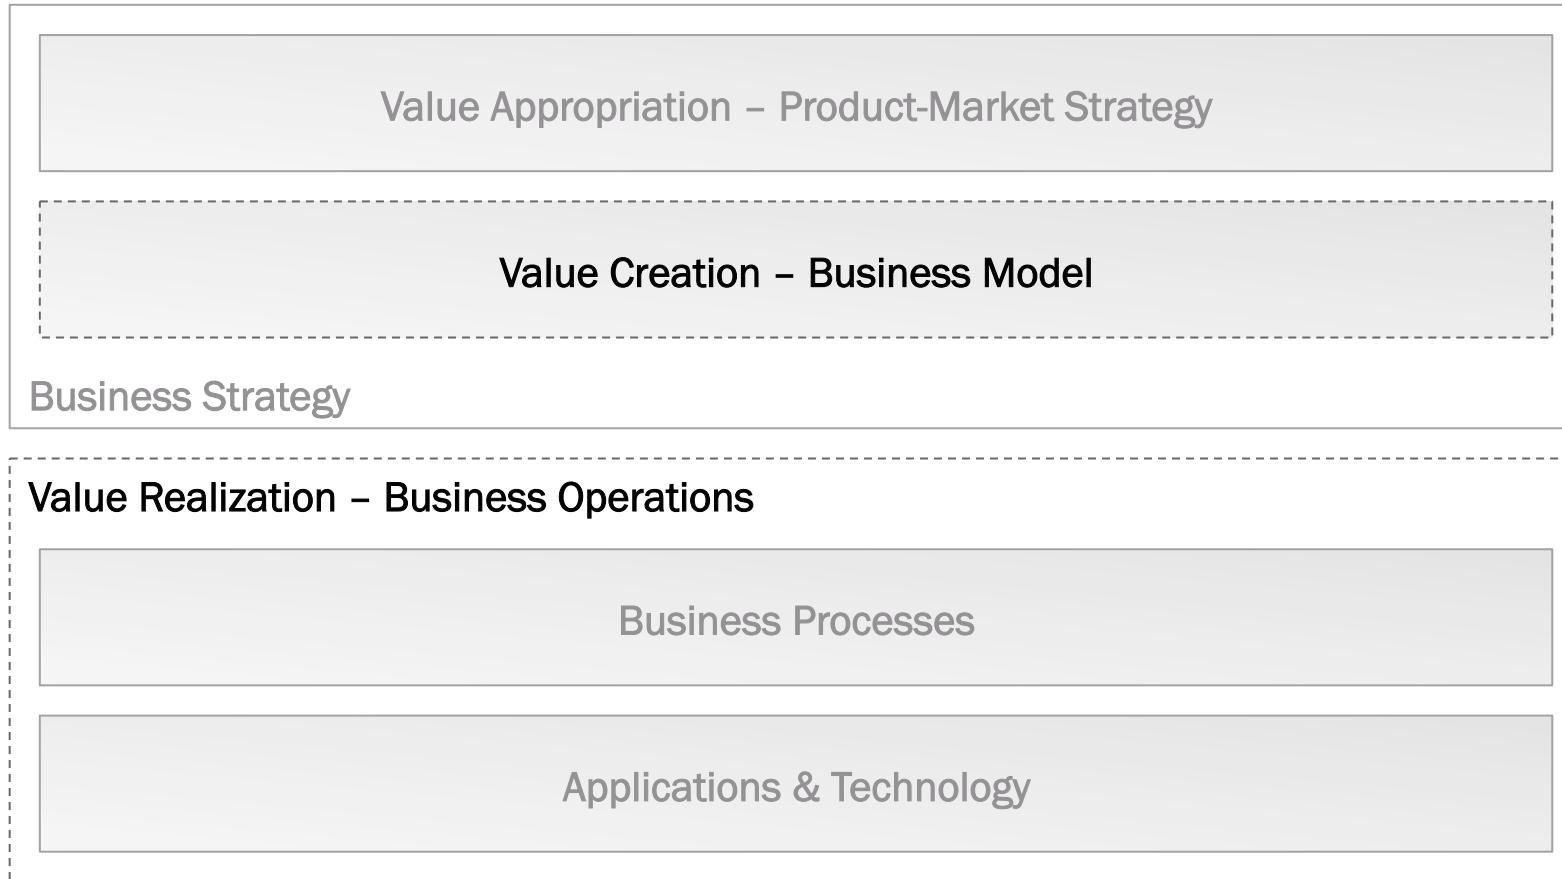 Value Appropriation – Product-Market Strategy
Value Creation – Business Model
Business Strategy
Value Realization – Business Operations
Business Processes
Applications & Technology